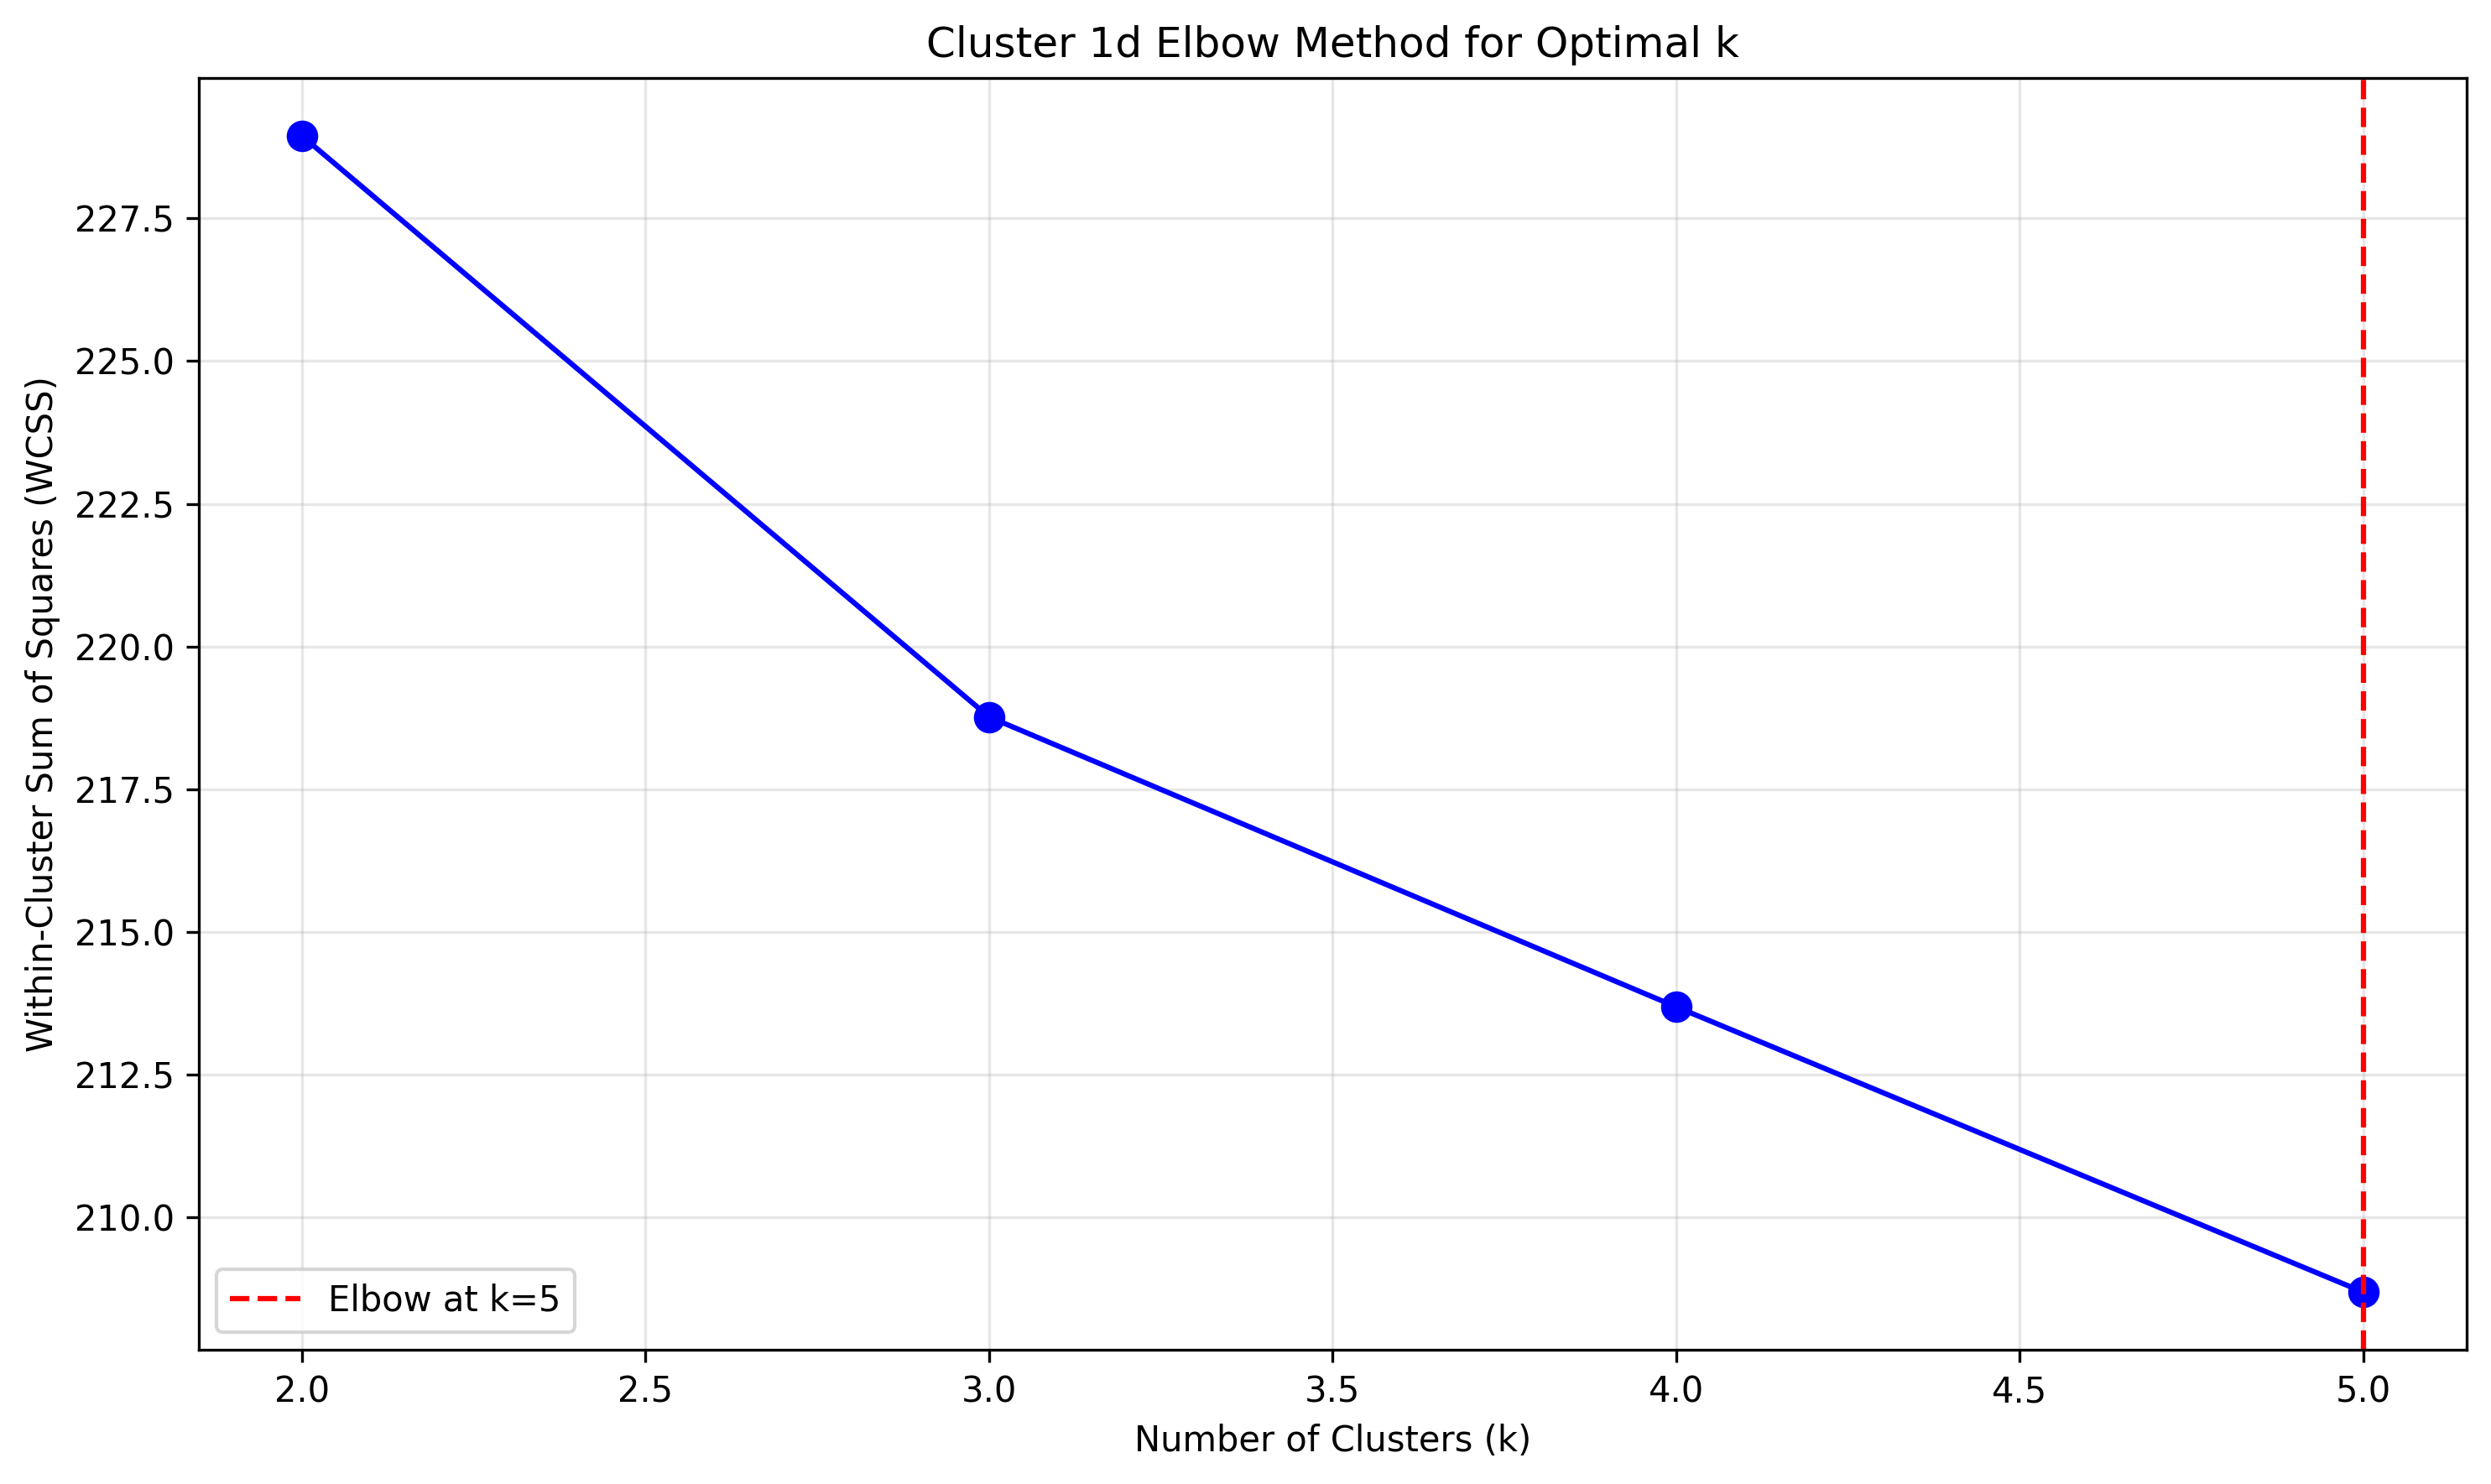 Cluster 1d Elbow Method for Optimal k
Within-Cluster Sum of Squares (WCSS)
227.5
225.0
222.5
220.0
217.5
215.0
212.5
210.0
Elbow at k=5
2.0 2.5 3.0 3.5 4.0 4.5 5.0
Number of Clusters (k)